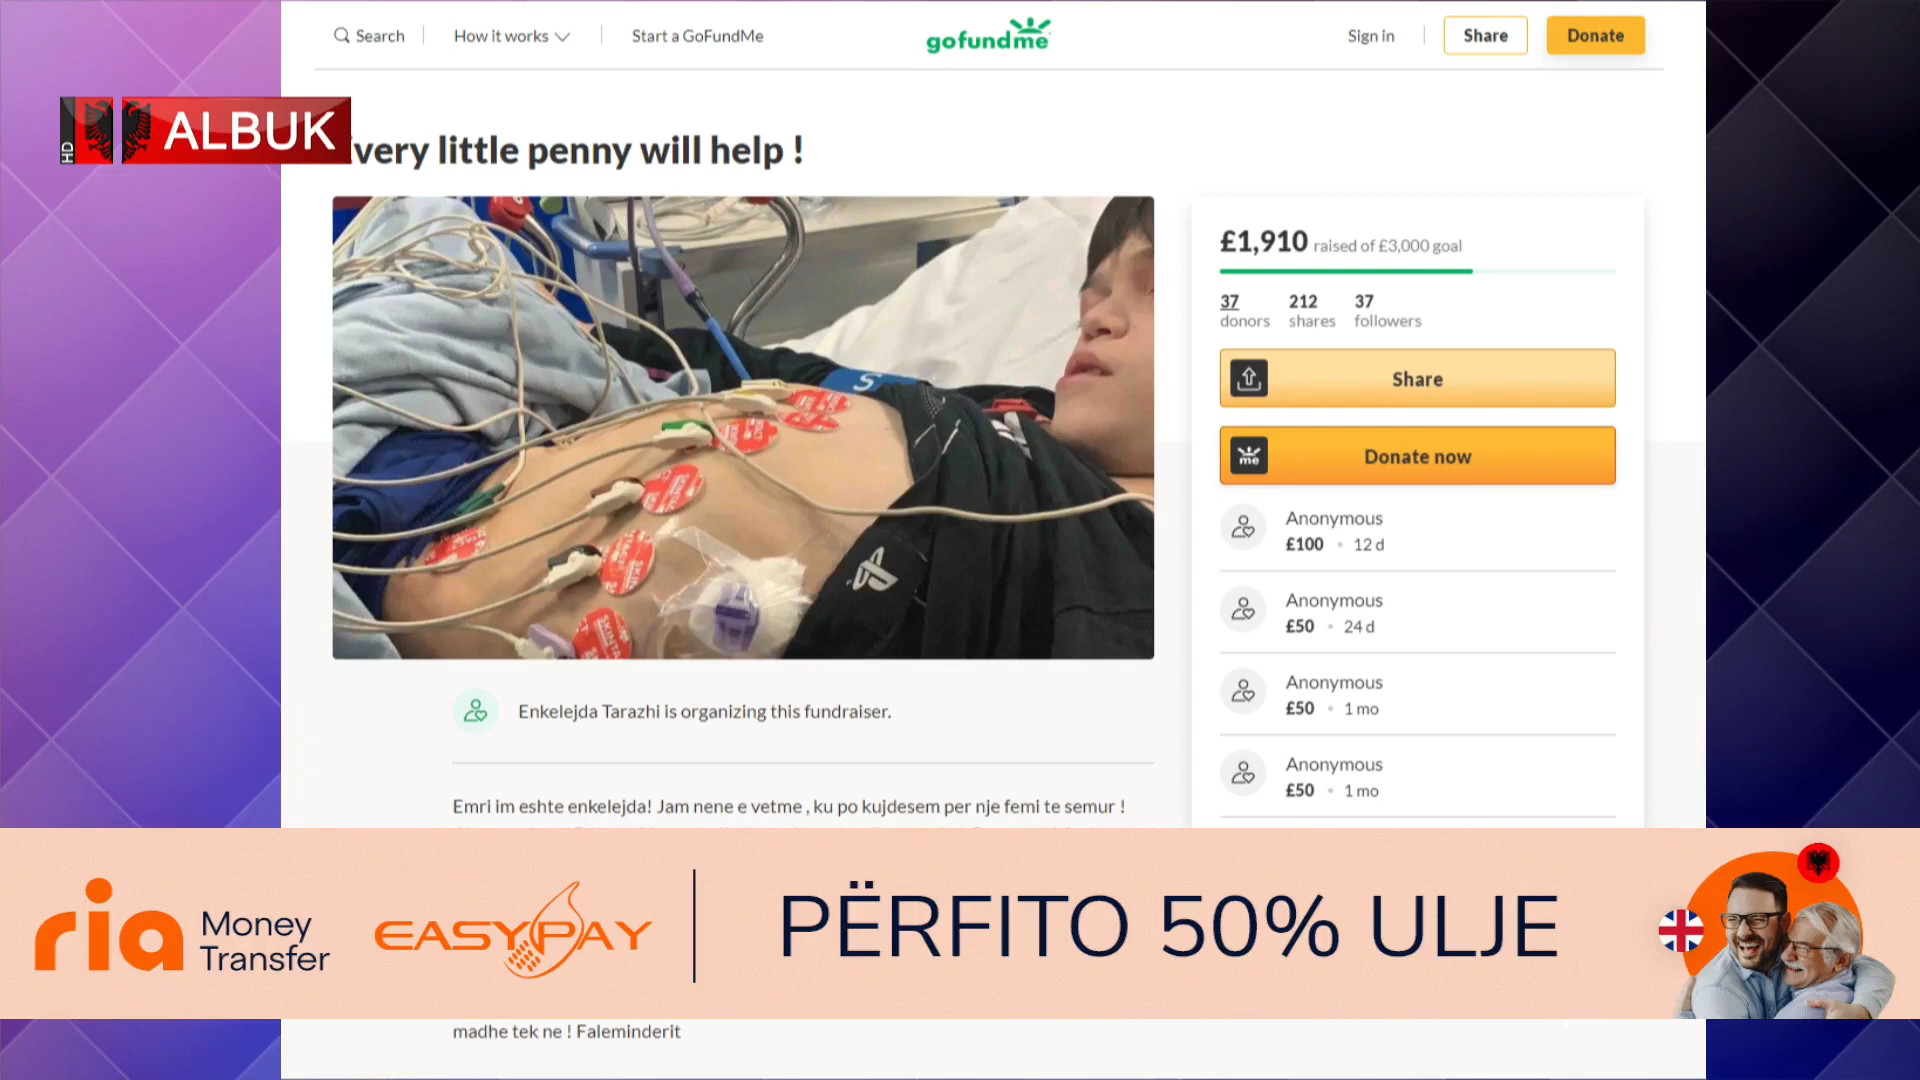 Search
How it works
Start a GoFundMe
gofundme
Sign in
Share
Donate
HD
ALBUK
very little penny will help !
£1,910 raised of £3,000 goal
37 donors
212 shares
37 followers
Share
me
Donate now
Anonymous
£100 • 12 d
Anonymous
£50 • 24 d
Anonymous
£50 • 1 mo
Anonymous
£50 • 1 mo
Enkelejda Tarazhi is organizing this fundraiser.
Emri im eshte enkelejda! Jam nene e vetme , ku po kujdesem per nje femi te semur !
ria Money
Transfer
EASYPAY
PËRFITO 50% ULJE
madhe tek ne ! Faleminderit